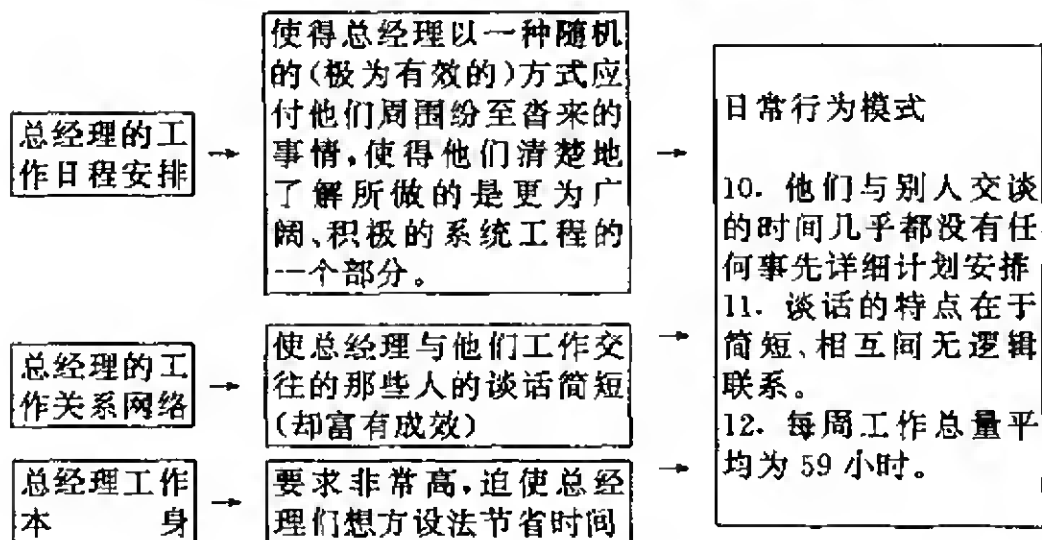 总经理的工
作日程安排
使得总经理以一种随机
的(极为有效的)方式应
付他们周围纷至沓来的
事情,使得他们清楚地
了解所做的是更为广
阔、积极的系统工程的
一个部分。
总经理的工
作关系网络
使总经理与他们工作交
往的那些人的谈话简短
(却富有成效)
总经理工作
本身
要求非常高,迫使总经
理们想方设法节省时间
日常行为模式
10. 他们与别人交谈
的时间几乎都没有任
何事先详细计划安排
11. 谈话的特点在于
简短、相互间无逻辑
联系。
12. 每周工作总量平
均为 59 小时。